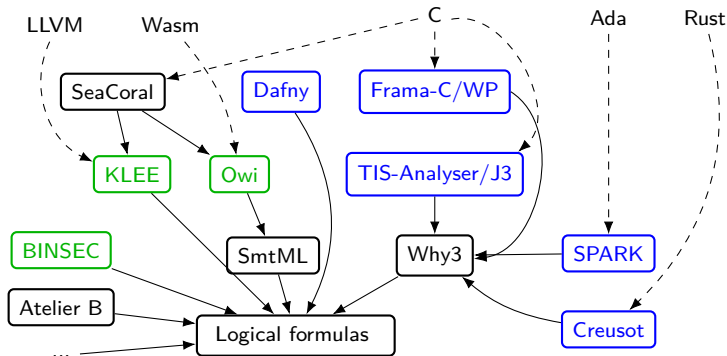 LLVM
Wasm
C
Ada
Rust
SeaCoral
Dafny
Frama-C/WP
KLEE
Owi
TIS-Analyser/J3
BINSEC
SmtML
Why3
SPARK
Atelier B
Logical formulas
Creusot
...